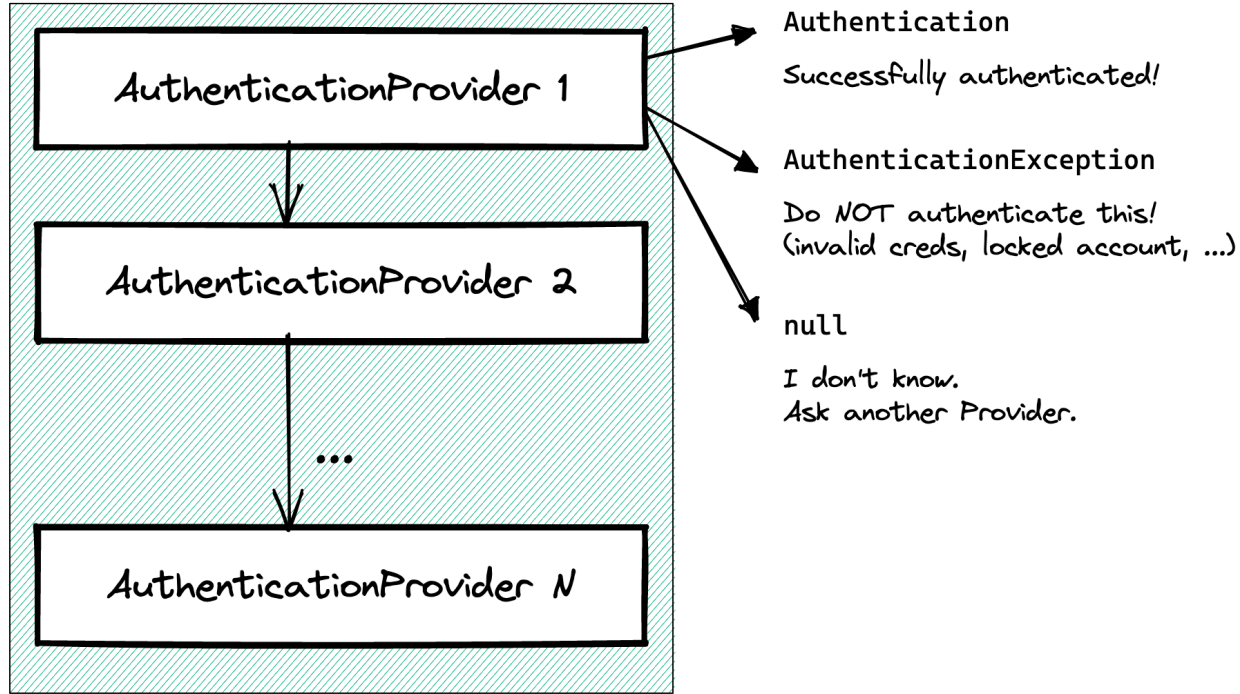 AuthenticationProvider 1
AuthenticationProvider 2
...
AuthenticationProvider N
Authentication
Successfully authenticated!
AuthenticationException
Do NOT authenticate this!
(invalid creds, locked account, ...)
null
I don't know.
Ask another Provider.